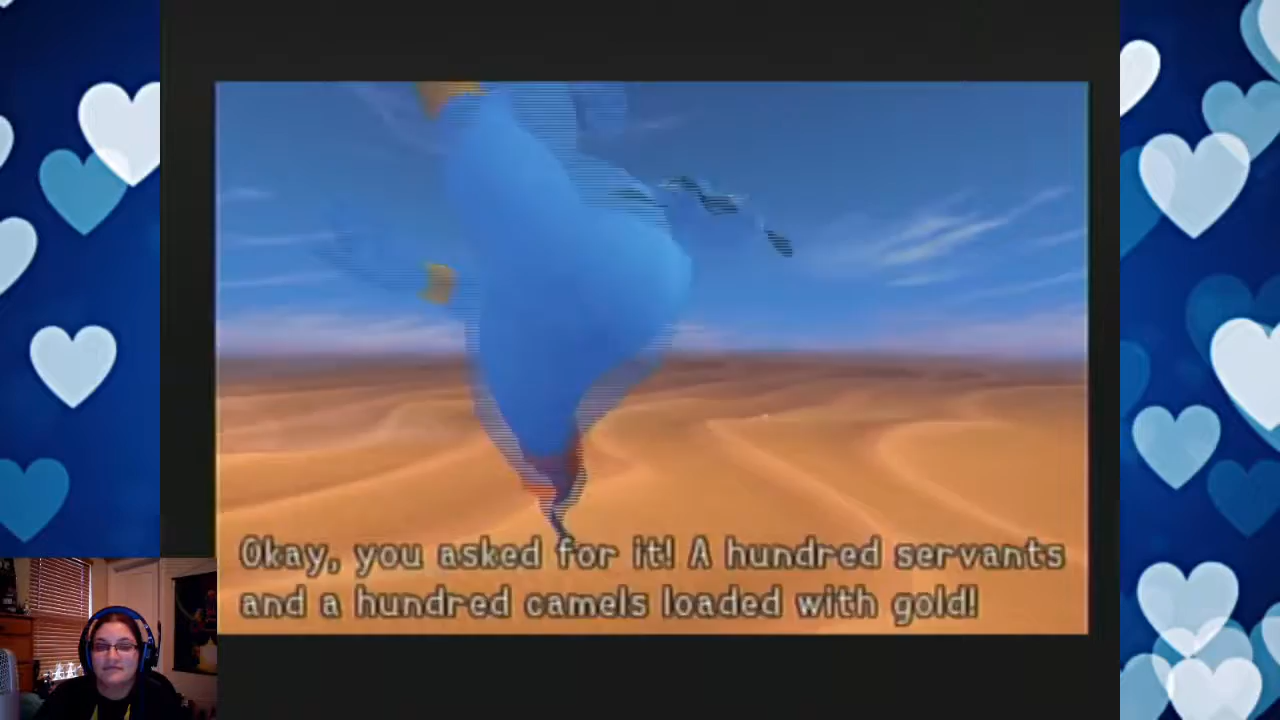 Okay, you asked for it! A hundred servants
and a hundred camels loaded with gold!